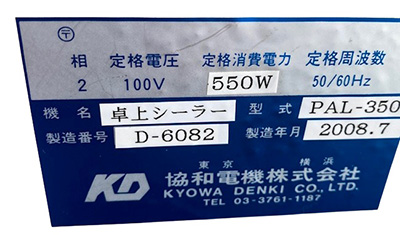 〒
相 定格電圧 定格消費電力 定格周波数
2 100V 550W 50/60Hz
機名 卓上シーラー 型式 PAL-350
製造番号 D-6082 製造年月 2008.7
東京 横浜
KD 協和電機株式会社
KYOWA DENKI CO., LTD.
TEL 03-3761-1187